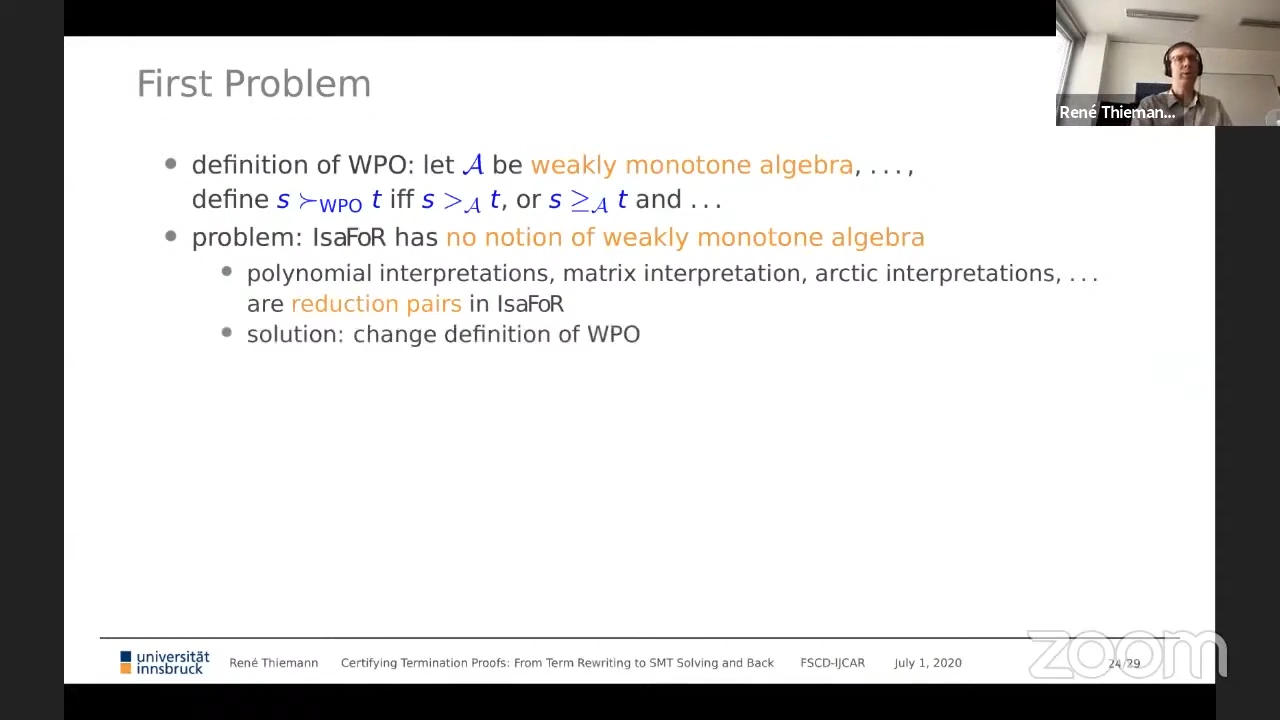 First Problem
René Thieman...
• definition of WPO: let 𝒜 be weakly monotone algebra, ...,
define s ≻WPO t iff s >𝒜 t, or s ≥𝒜 t and ...
• problem: IsaFoR has no notion of weakly monotone algebra
• polynomial interpretations, matrix interpretation, arctic interpretations, ...
are reduction pairs in IsaFoR
• solution: change definition of WPO
universität
innsbruck
René Thiemann Certifying Termination Proofs: From Term Rewriting to SMT Solving and Back FSCD-IJCAR July 1, 2020 24/29
zoom